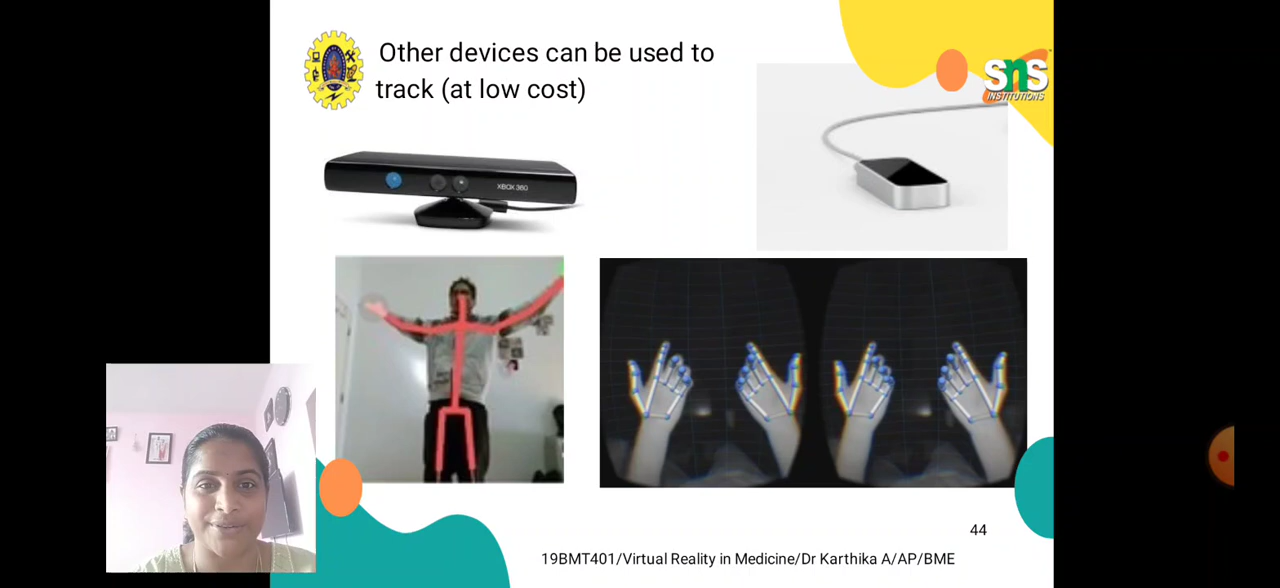 Other devices can be used to
track (at low cost)
SNS
INSTITUTIONS
XBOX 360
44
19BMT401/Virtual Reality in Medicine/Dr Karthika A/AP/BME